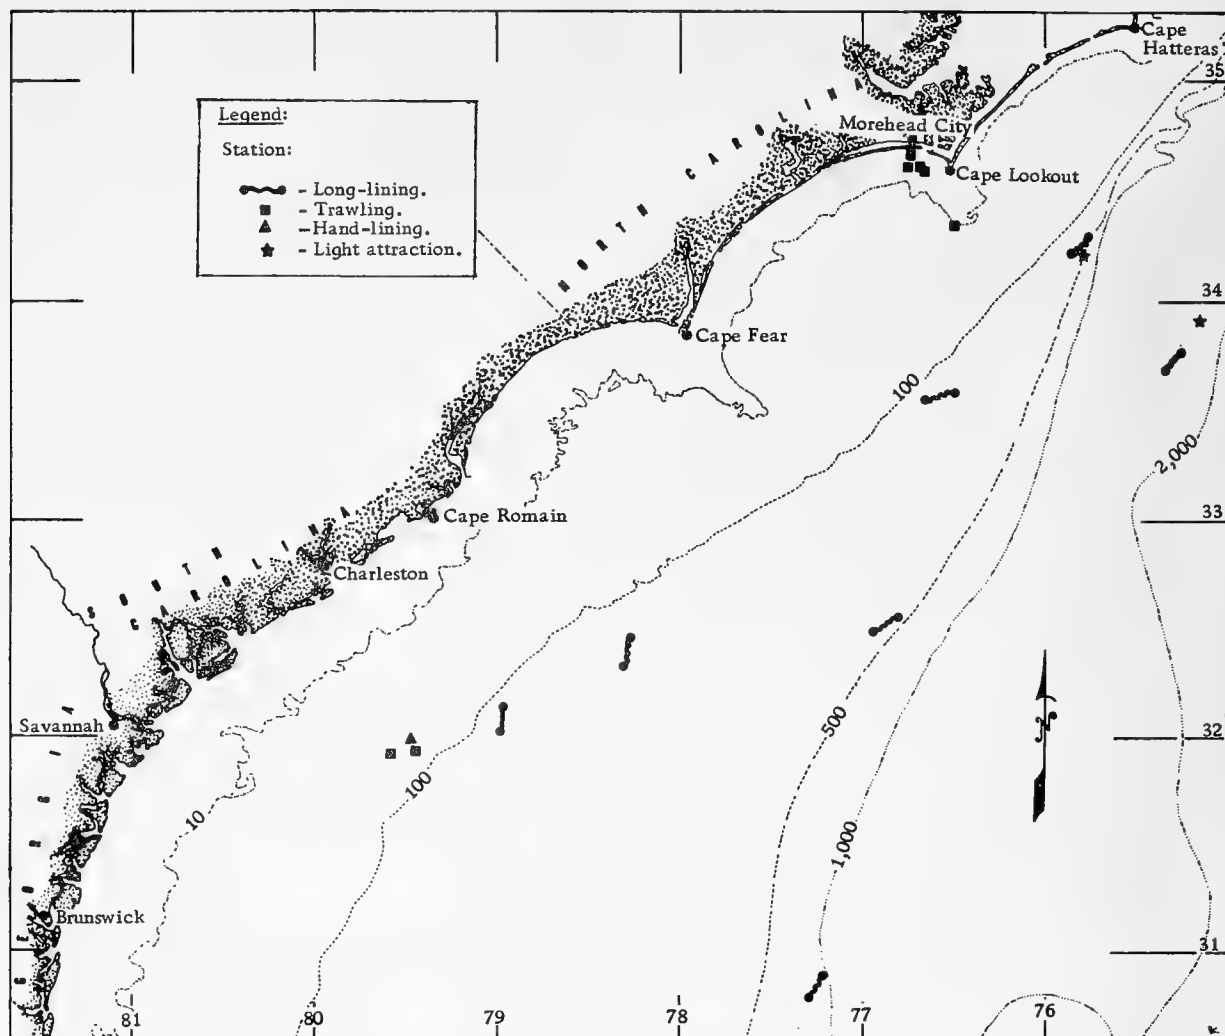 Cape
Hatteras
35
Legend:
Station:
- Long-lining.
- Trawling.
- Hand-lining.
- Light attraction.
NORTH CAROLINA
Morehead City
Cape Lookout
34
Cape Fear
100
2,000
33
Cape Romain
SOUTH
CAROLINA
Charleston
Savannah
32
500
100
10
1,000
GEORGIA
Brunswick
31
81
80
79
78
77
76
N